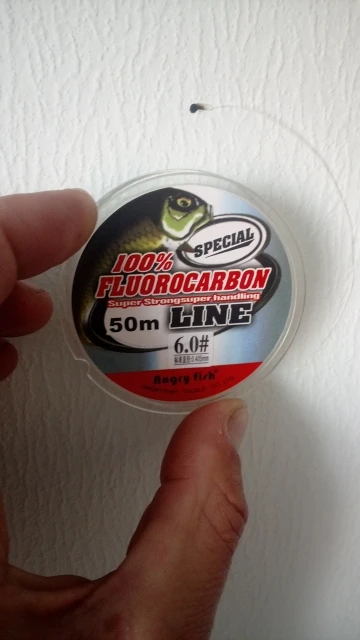 SPECIAL
100%
FLUOROCARBON
Super Strongsuper,handling
50m LINE
6.0#
Angry Fish